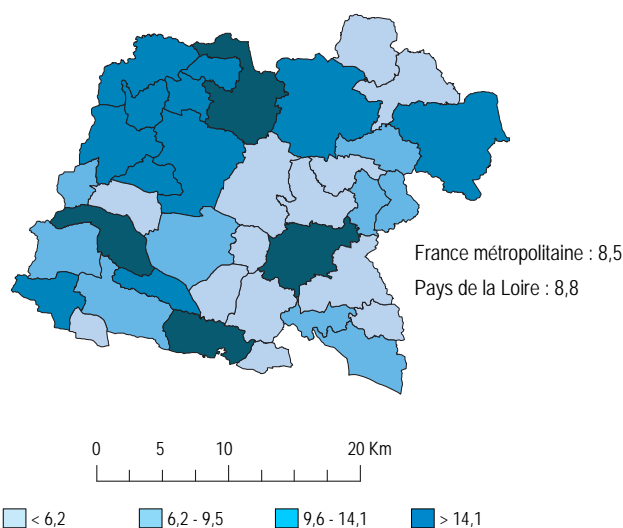 France métropolitaine : 8,5
Pays de la Loire : 8,8
0 5 10 20 Km
< 6,2 6,2 - 9,5 9,6 - 14,1 > 14,1